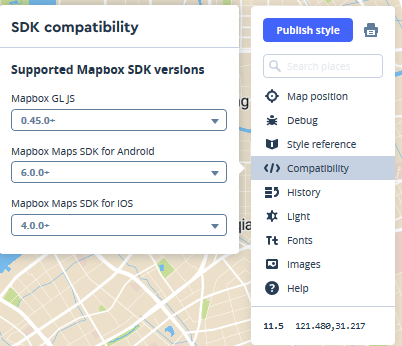 SDK compatibility
Supported Mapbox SDK versions
Mapbox GL JS
0.45.0+
Mapbox Maps SDK for Android
6.0.0+
Mapbox Maps SDK for iOS
4.0.0+
Publish style
Search places
Map position
Debug
Style reference
Compatibility
History
Light
Fonts
Images
Help
11.5 121.480,31.217